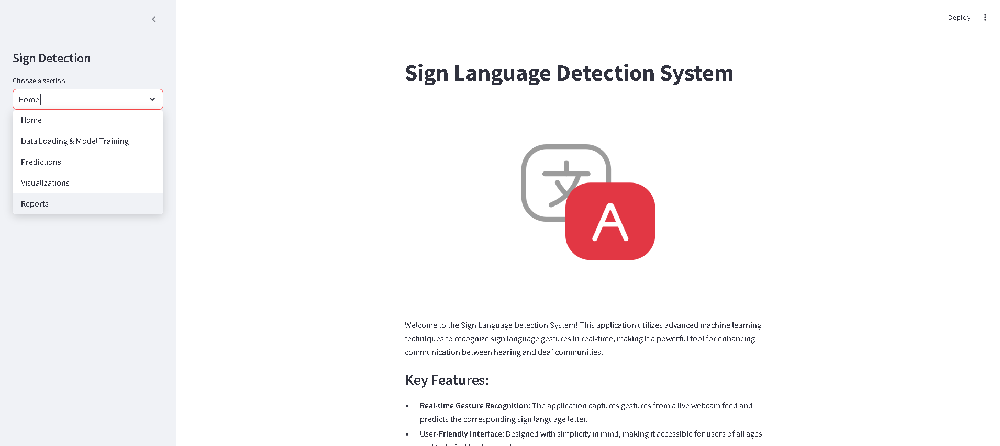 Deploy
Sign Detection
Choose a section
Home
Home
Data Loading & Model Training
Predictions
Visualizations
Reports
Sign Language Detection System
文
A
Welcome to the Sign Language Detection System! This application utilizes advanced machine learning
techniques to recognize sign language gestures in real-time, making it a powerful tool for enhancing
communication between hearing and deaf communities.
Key Features:
• Real-time Gesture Recognition: The application captures gestures from a live webcam feed and
predicts the corresponding sign language letter.
• User-Friendly Interface: Designed with simplicity in mind, making it accessible for users of all ages